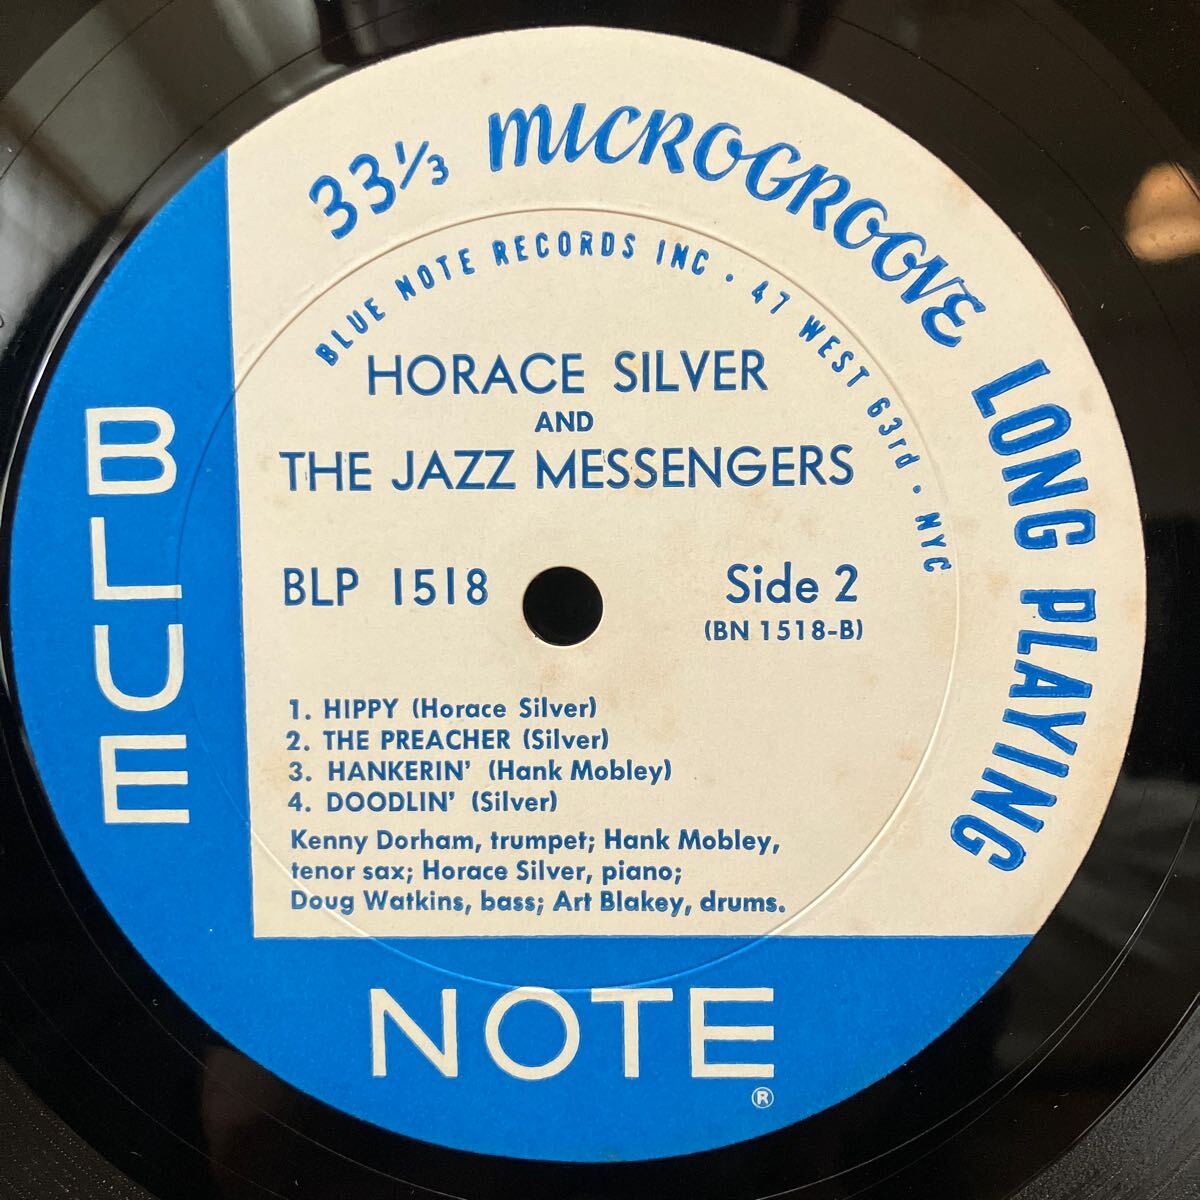 33⅓ MICROGROOVE LONG PLAYING
BLUE NOTE RECORDS INC • 47 WEST 63rd • NYC
HORACE SILVER
AND
THE JAZZ MESSENGERS
BLP 1518
Side 2
(BN 1518-B)
1. HIPPY (Horace Silver)
2. THE PREACHER (Silver)
3. HANKERIN' (Hank Mobley)
4. DOODLIN' (Silver)
Kenny Dorham, trumpet; Hank Mobley,
tenor sax; Horace Silver, piano;
Doug Watkins, bass; Art Blakey, drums.
BLUE
NOTE
®